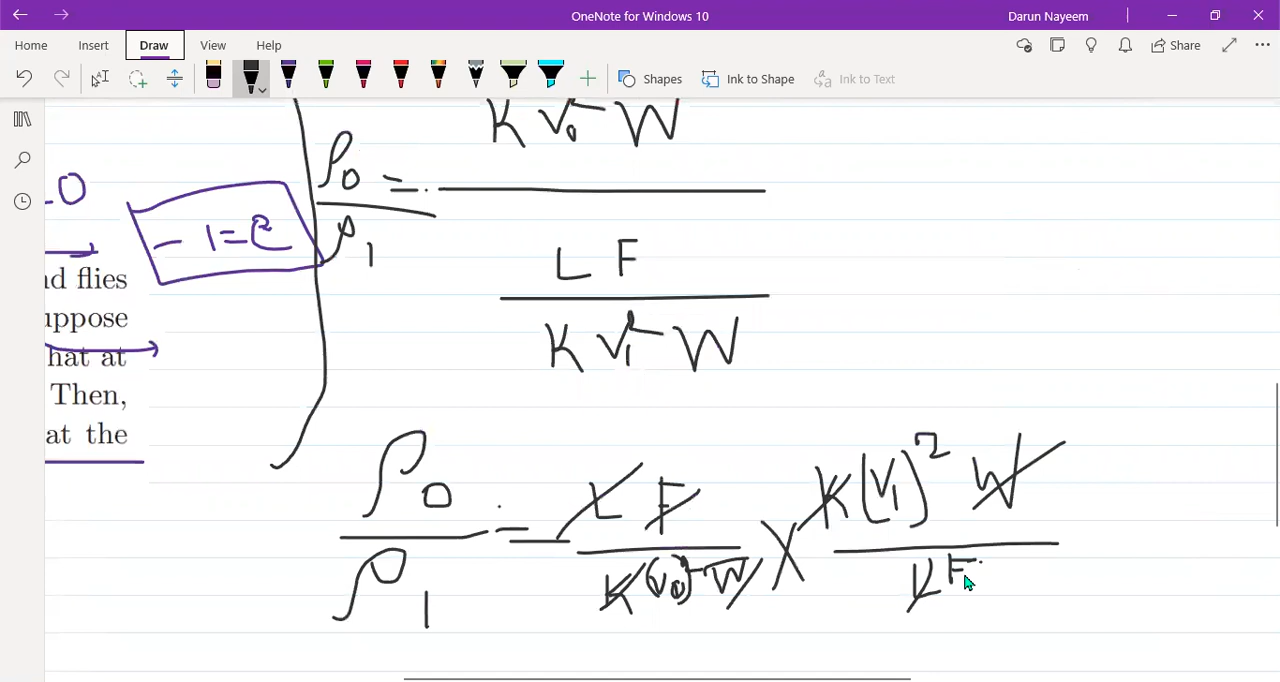 OneNote for Windows 10
Darun Nayeem
Home Insert Draw View Help Share
Shapes Ink to Shape Ink to Text
K V₀² W
ρ₀ =
ρ₁
L F
K V₁² W
0
- 1 = 2
nd flies
uppose
hat at
Then,
at the
ρ₀ = L F × K (V₁)² W
ρ₁ K (V₀)² W L F